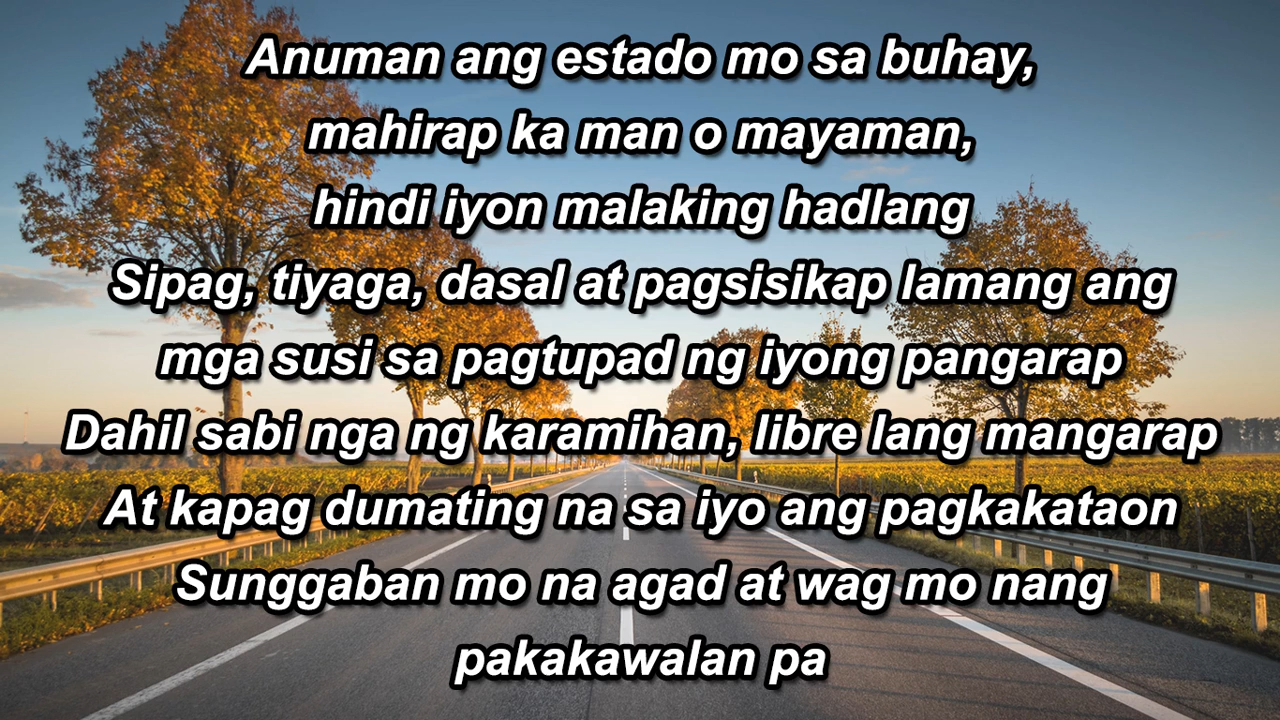 Anuman ang estado mo sa buhay,
mahirap ka man o mayaman,
hindi iyon malaking hadlang
Sipag, tiyaga, dasal at pagsisikap lamang ang
mga susi sa pagtupad ng iyong pangarap
Dahil sabi nga ng karamihan, libre lang mangarap
At kapag dumating na sa iyo ang pagkakataon
Sunggaban mo na agad at wag mo nang
pakakawalan pa